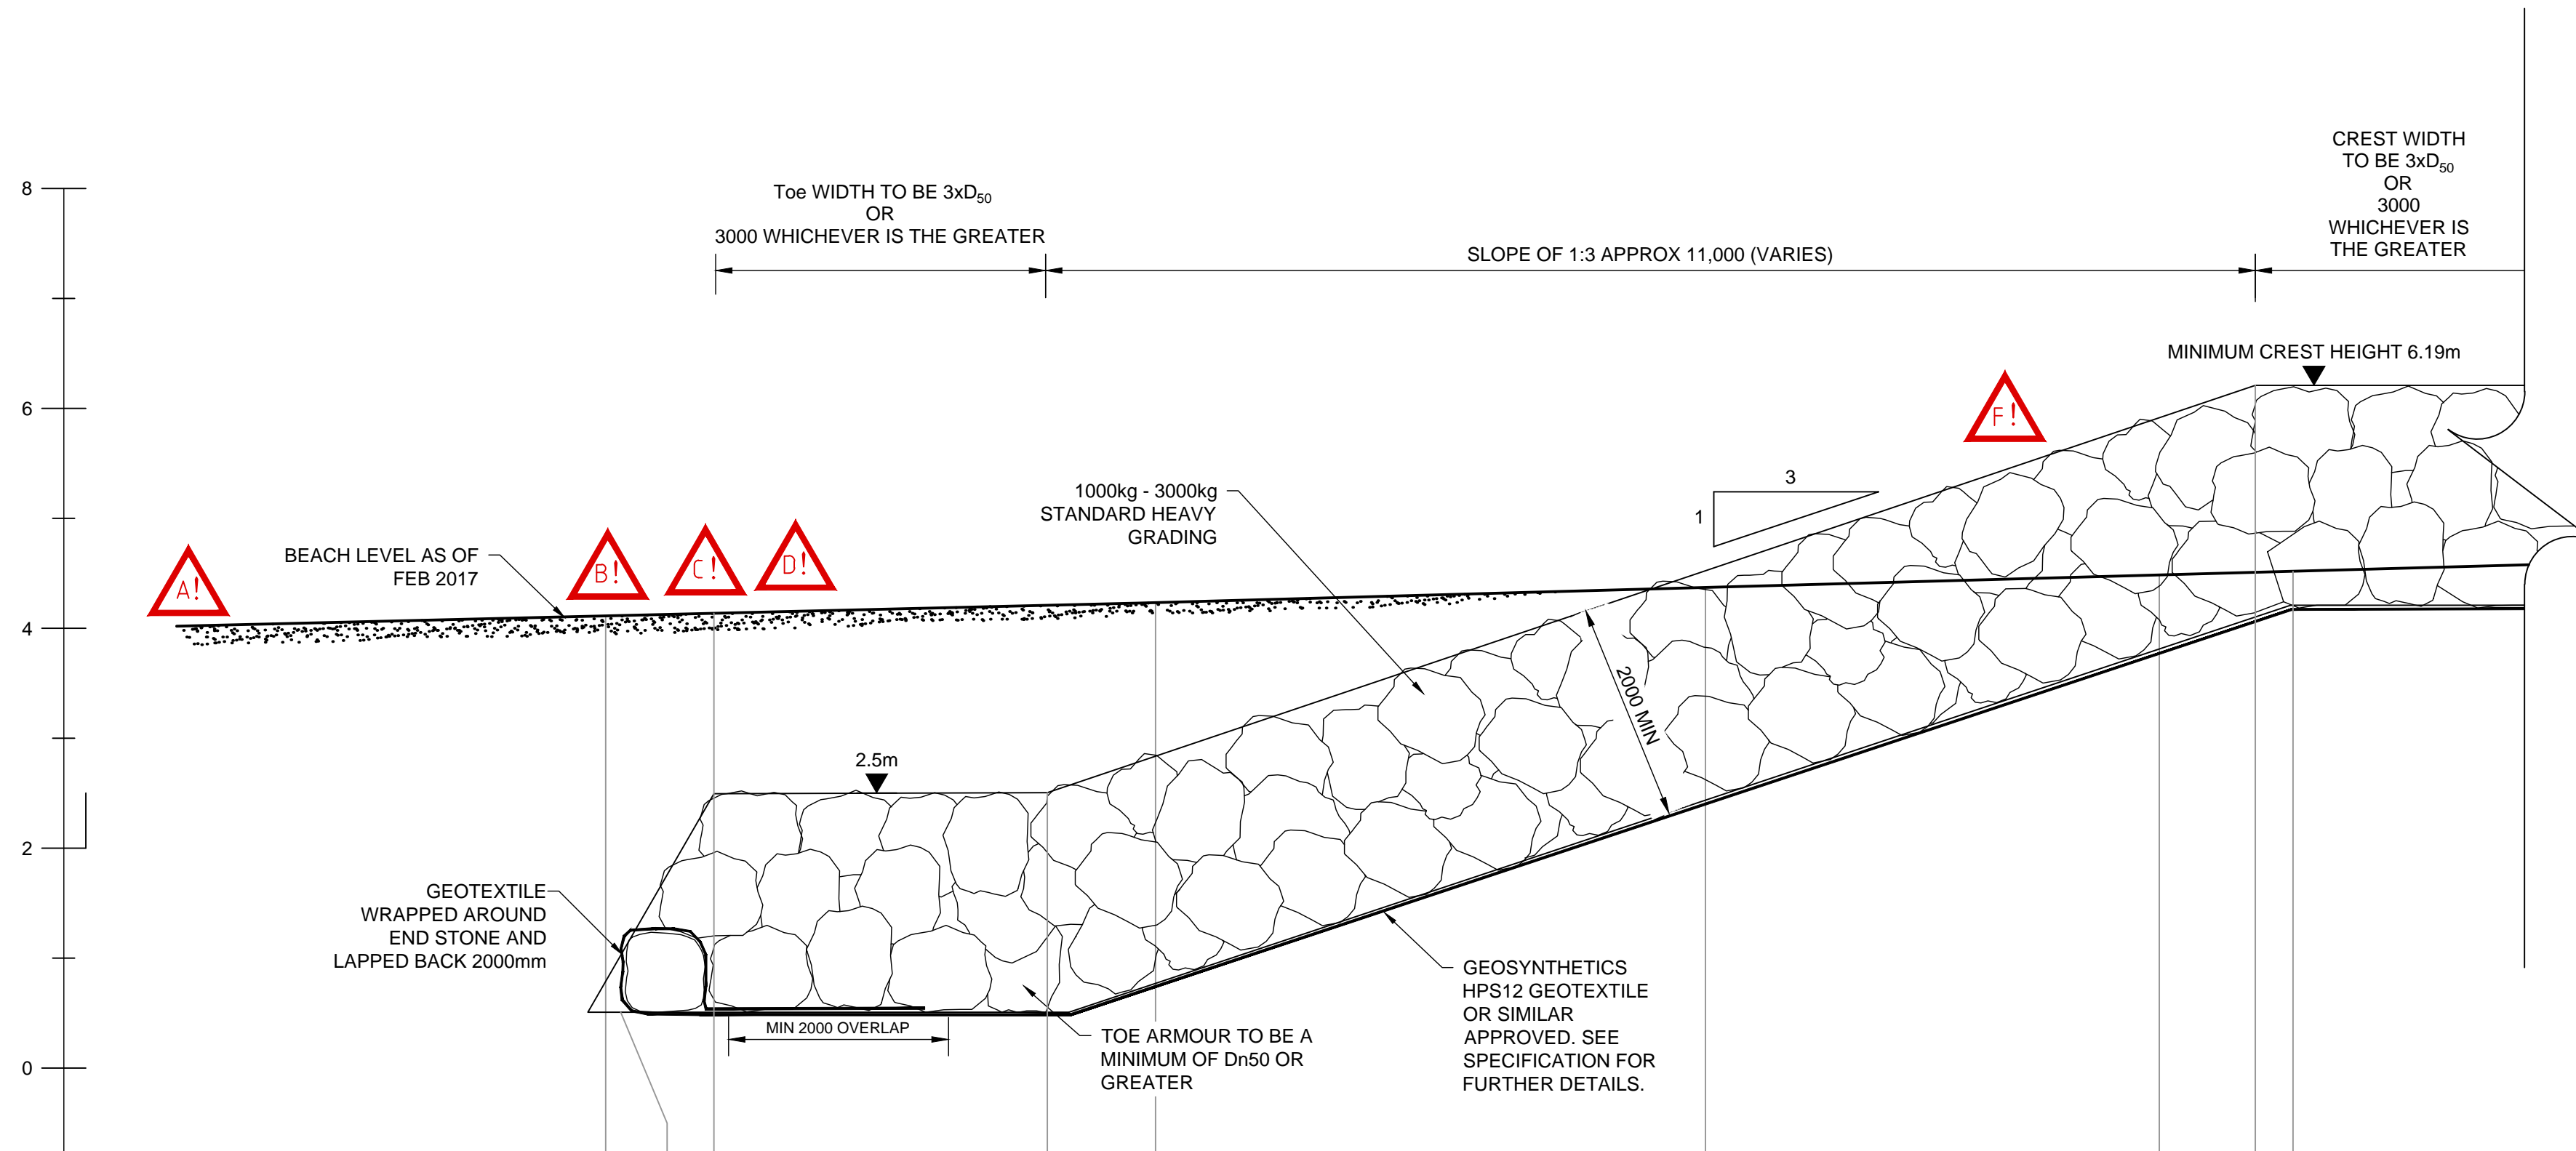 CREST WIDTH
TO BE 3xD50
OR
3000
WHICHEVER IS
THE GREATER
Toe WIDTH TO BE 3xD50
OR
3000 WHICHEVER IS THE GREATER
SLOPE OF 1:3 APPROX 11,000 (VARIES)
MINIMUM CREST HEIGHT 6.19m
8
6
4
2
0
F!
3
1
1000kg - 3000kg
STANDARD HEAVY
GRADING
BEACH LEVEL AS OF
FEB 2017
A!
B!
C!
D!
2000 MIN
2.5m
GEOTEXTILE
WRAPPED AROUND
END STONE AND
LAPPED BACK 2000mm
MIN 2000 OVERLAP
TOE ARMOUR TO BE A
MINIMUM OF Dn50 OR
GREATER
GEOSYNTHETICS
HPS12 GEOTEXTILE
OR SIMILAR
APPROVED. SEE
SPECIFICATION FOR
FURTHER DETAILS.